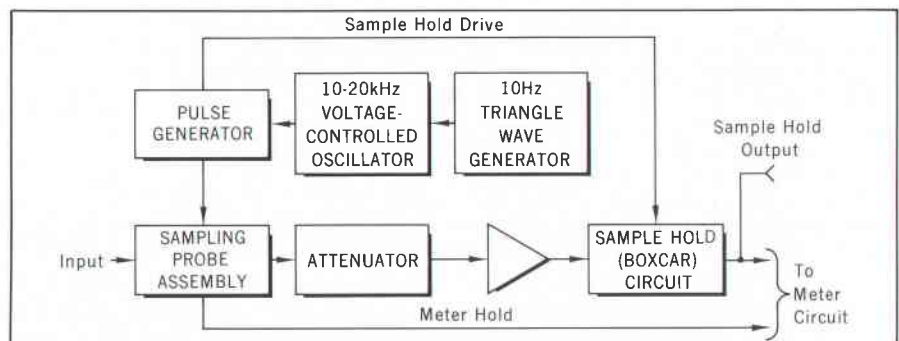 Sample Hold Drive
PULSE
GENERATOR
10-20kHz
VOLTAGE-
CONTROLLED
OSCILLATOR
10Hz
TRIANGLE
WAVE
GENERATOR
Sample Hold
Output
Input
SAMPLING
PROBE
ASSEMBLY
ATTENUATOR
SAMPLE HOLD
(BOXCAR)
CIRCUIT
To
Meter
Circuit
Meter Hold